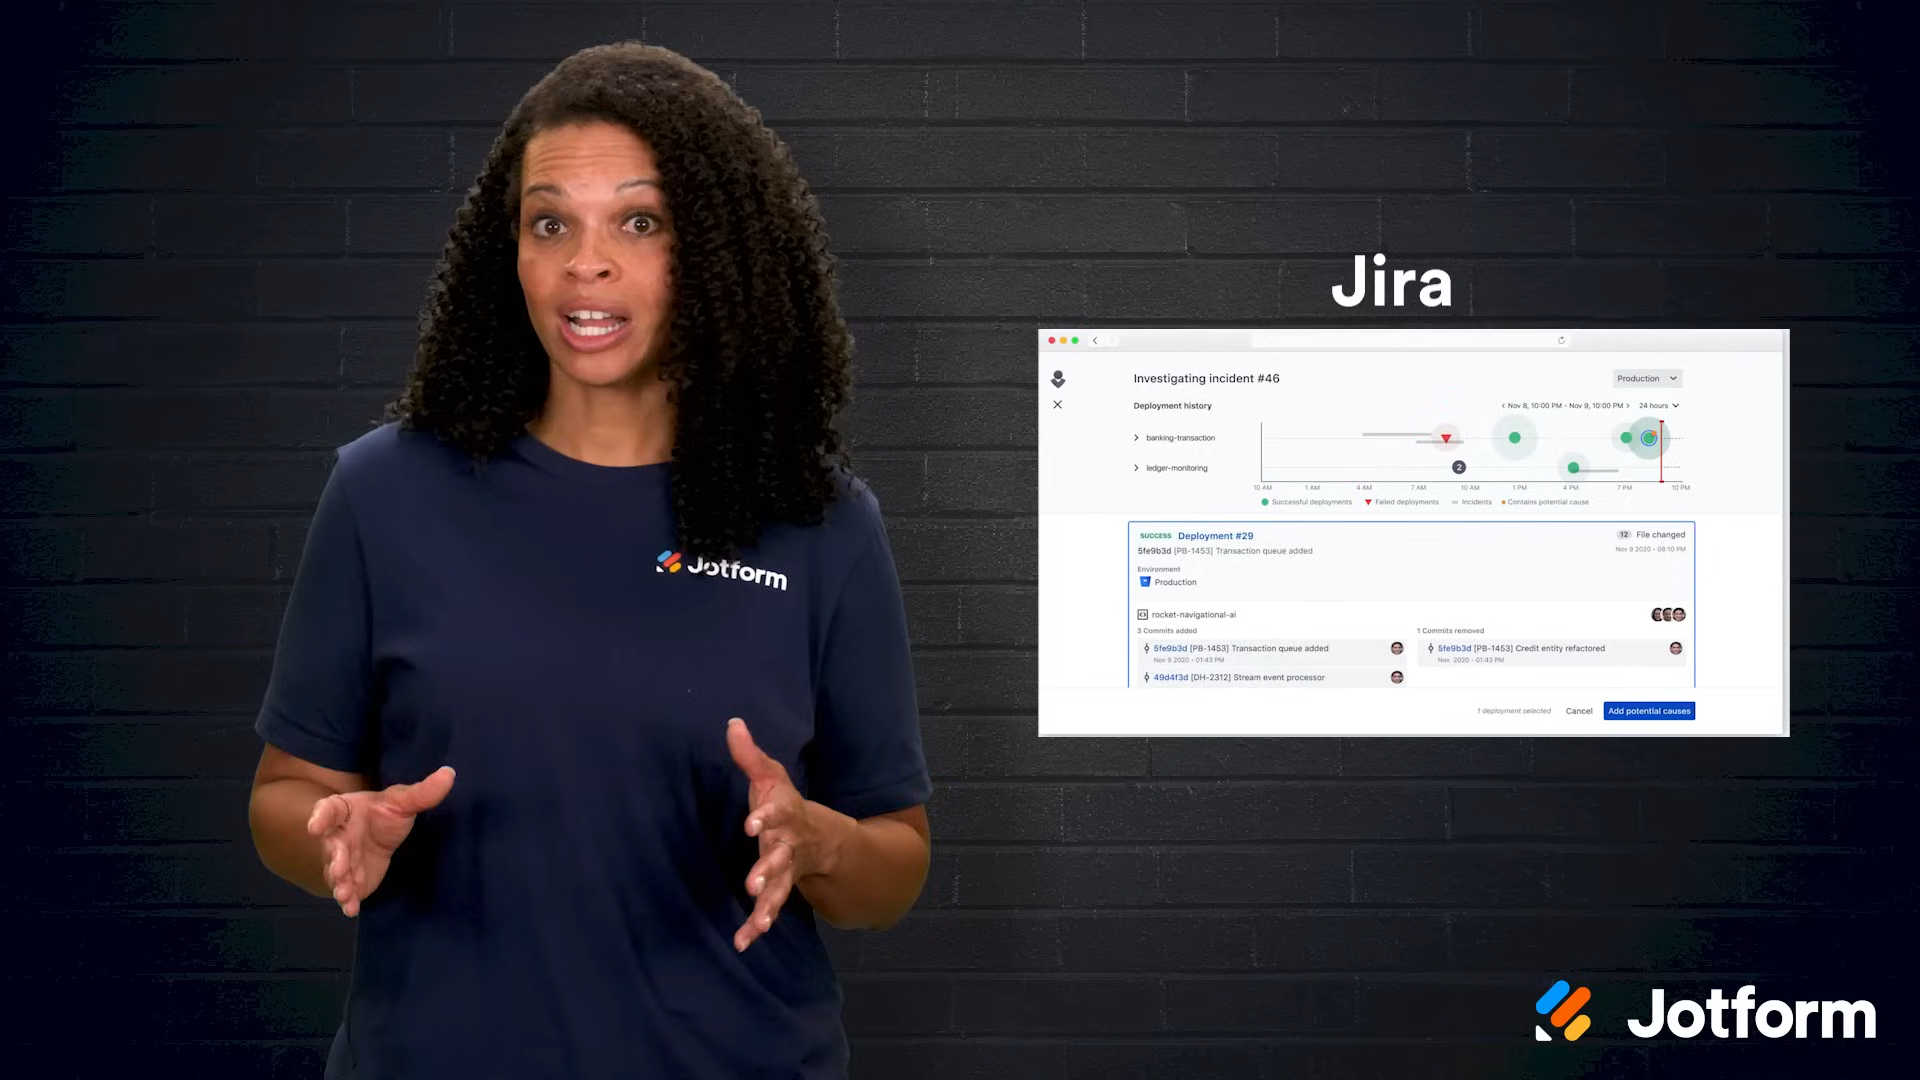 Jira
Investigating incident #46
Production
Deployment history
Nov 8, 10:00 PM - Nov 9, 10:00 PM
24 hours
banking-transaction
ledger-monitoring
2
10 AM 1 AM 4 AM 7 AM 10 AM 1 PM 4 PM 7 PM 10 PM
Successful deployments Failed deployments Incidents Contains potential cause
SUCCESS Deployment #29
12 File changed
5fe9b3d [PB-1453] Transaction queue added
Nov 9 2020 - 08:10 PM
Environment
Production
rocket-navigational-ai
3 Commits added
1 Commits removed
5fe9b3d [PB-1453] Transaction queue added
Nov 9 2020 - 01:43 PM
5fe9b3d [PB-1453] Credit entity refactored
Nov 2020 - 01:43 PM
49d4f3d [DH-2312] Stream event processor
1 deployment selected Cancel Add potential causes
Jotform
Jotform